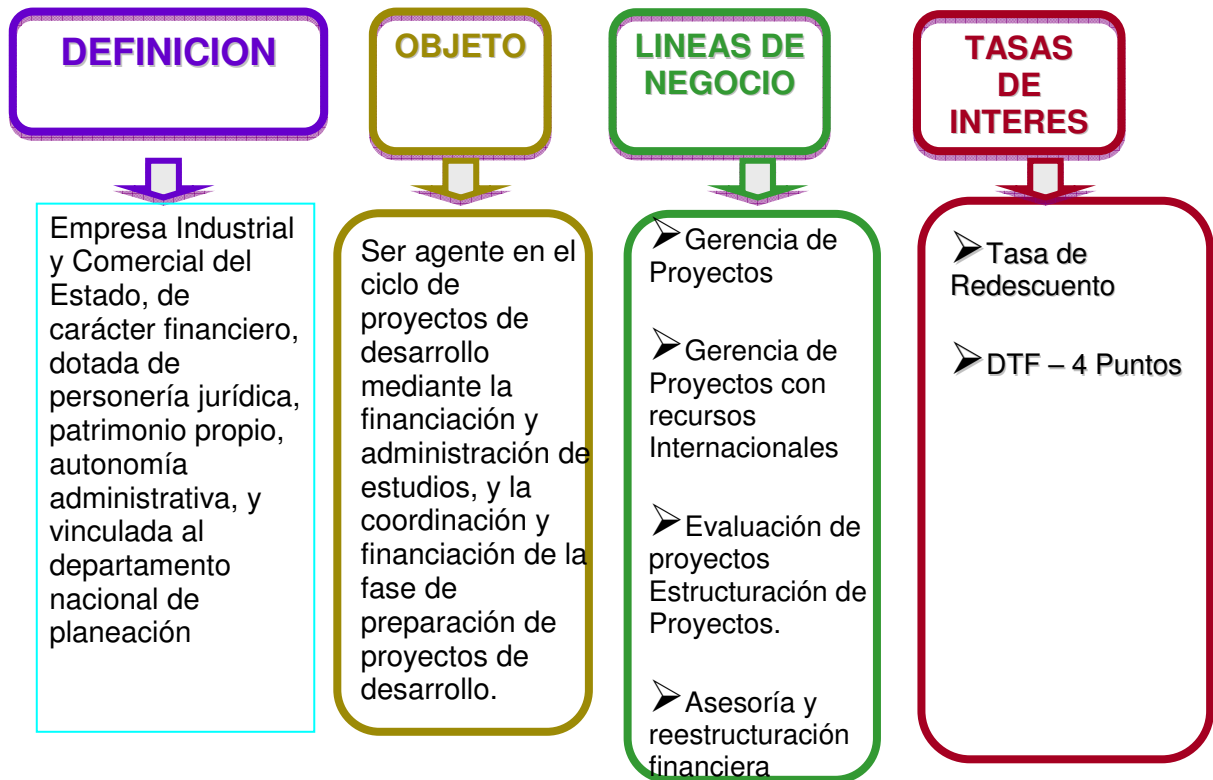 DEFINICION
Empresa Industrial
y Comercial del
Estado, de
carácter financiero,
dotada de
personería jurídica,
patrimonio propio,
autonomía
administrativa, y
vinculada al
departamento
nacional de
planeación
OBJETO
Ser agente en el
ciclo de
proyectos de
desarrollo
mediante la
financiación y
administración de
estudios, y la
coordinación y
financiación de la
fase de
preparación de
proyectos de
desarrollo.
LINEAS DE
NEGOCIO
➢Gerencia de
Proyectos
➢Gerencia de
Proyectos con
recursos
Internacionales
➢Evaluación de
proyectos
Estructuración de
Proyectos.
➢Asesoría y
reestructuración
financiera
TASAS
DE
INTERES
➢Tasa de
Redescuento
➢DTF – 4 Puntos